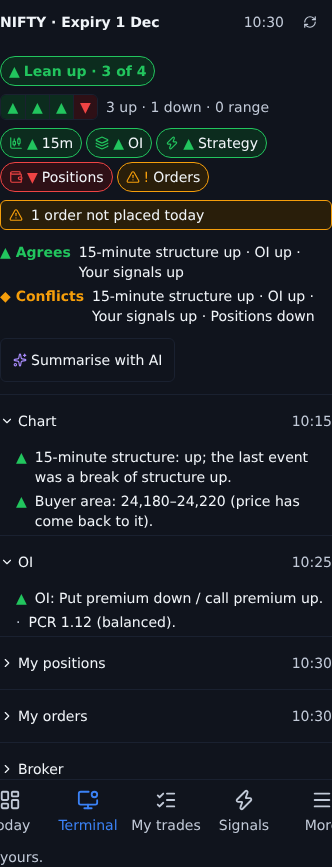 NIFTY · Expiry 1 Dec 10:30
▲ Lean up · 3 of 4
▲ ▲ ▲ ▼ 3 up · 1 down · 0 range
▲ 15m ▲ OI ▲ Strategy
▼ Positions ! Orders
1 order not placed today
▲ Agrees 15-minute structure up · OI up ·
Your signals up
◆ Conflicts 15-minute structure up · OI up ·
Your signals up · Positions down
Summarise with AI
Chart 10:15
▲ 15-minute structure: up; the last event
was a break of structure up.
▲ Buyer area: 24,180–24,220 (price has
come back to it).
OI 10:25
▲ OI: Put premium down / call premium up.
· PCR 1.12 (balanced).
My positions 10:30
My orders 10:30
Broker
oday Terminal My trades Signals Mor
yours.